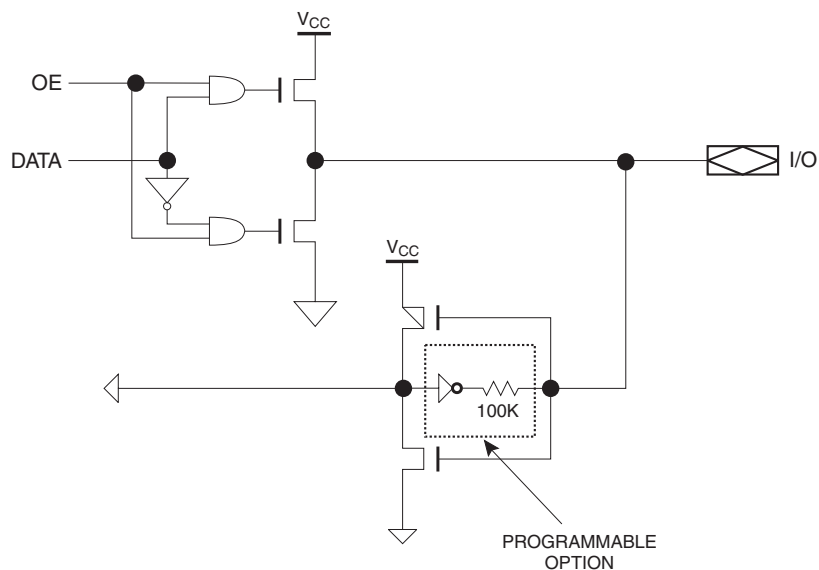 VCC
OE
DATA
I/O
VCC
100K
PROGRAMMABLE
OPTION